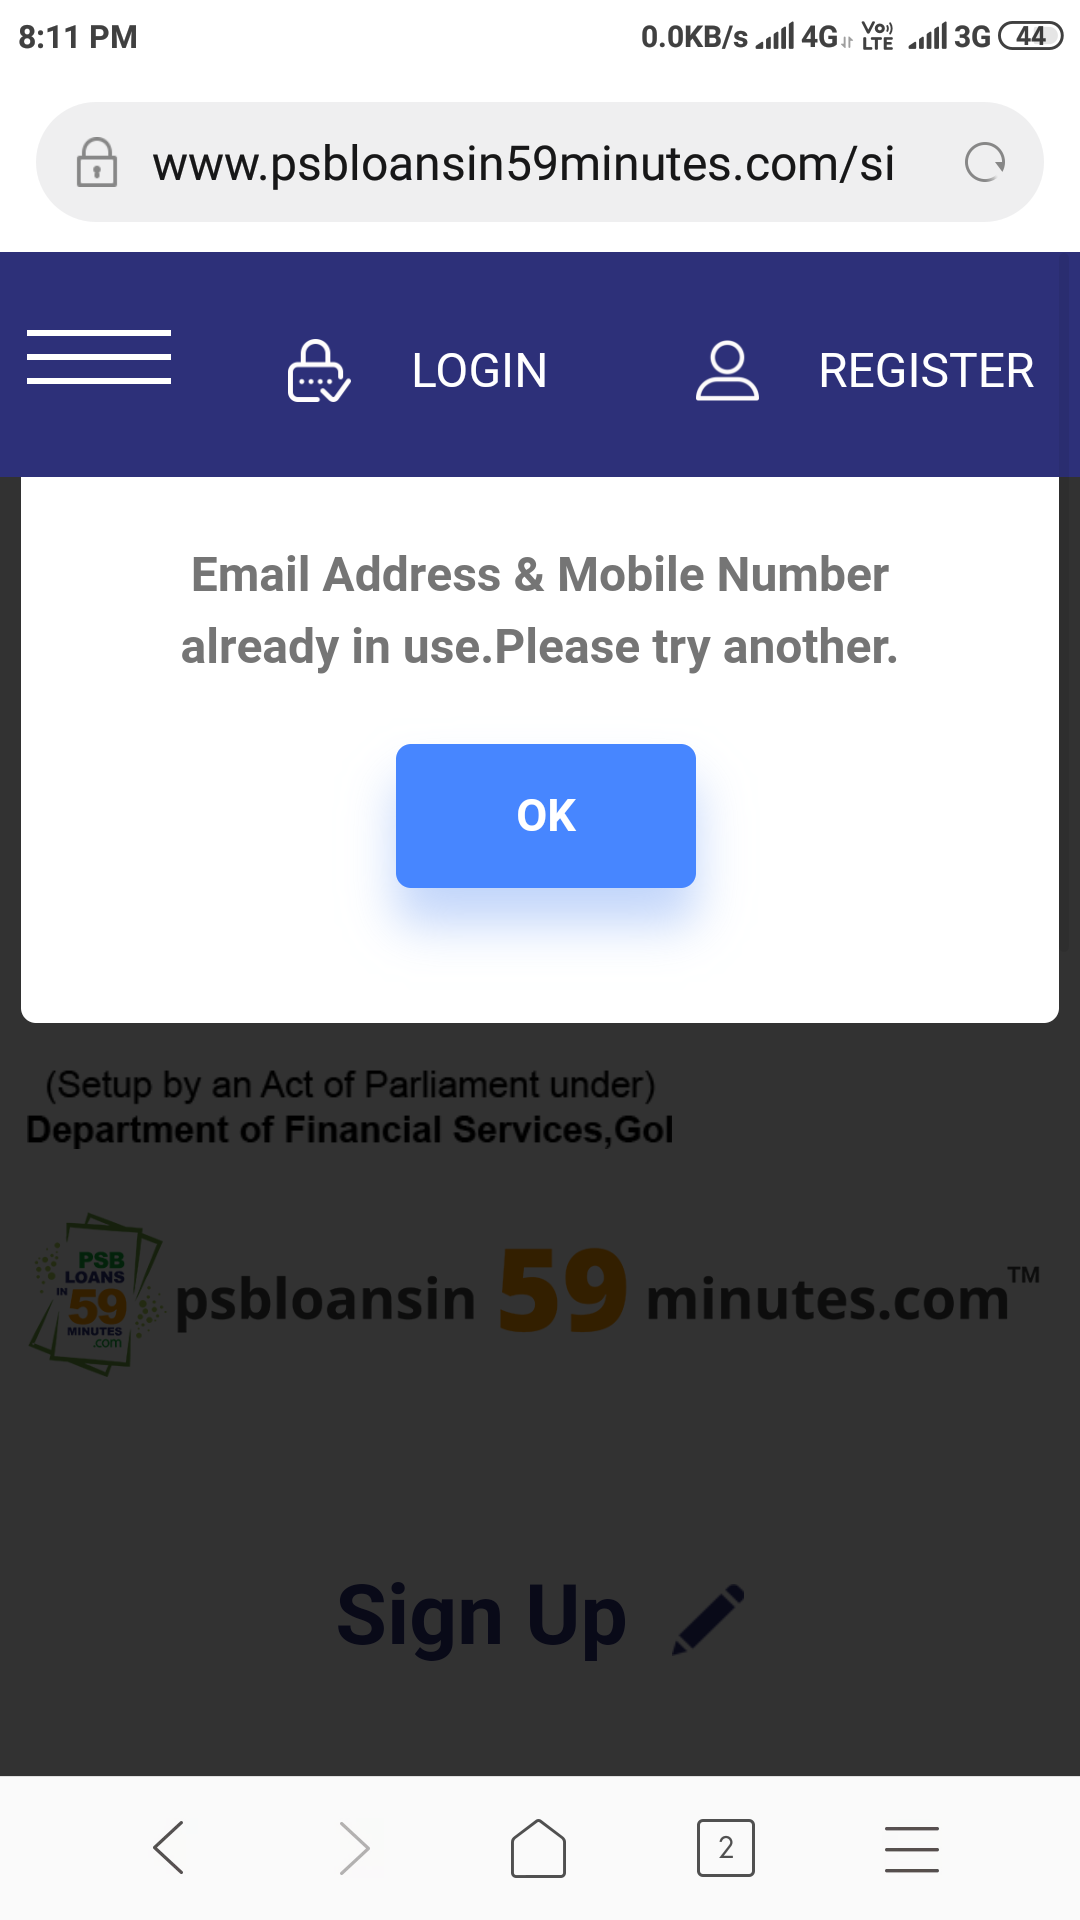 8:11 PM 0.0KB/s 4G Vo)) LTE 3G 44
www.psbloansin59minutes.com/si
LOGIN REGISTER
Email Address & Mobile Number
already in use.Please try another.
OK
(Setup by an Act of Parliament under)
Department of Financial Services,GoI
PSB
LOANS
IN 59
MINUTES
.com
psbloansin 59 minutes.com™
Sign Up
2